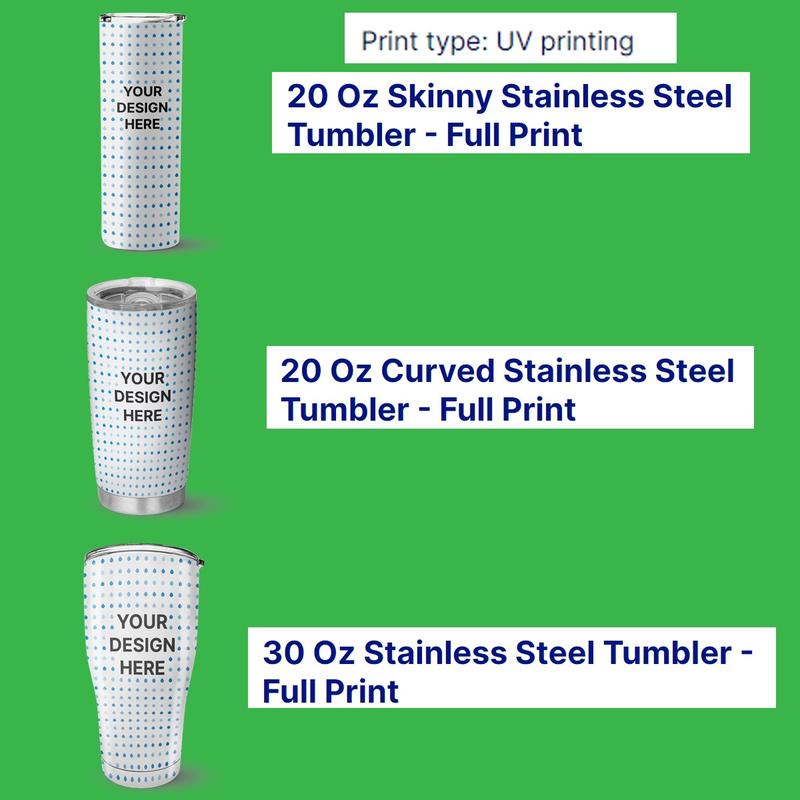 Print type: UV printing
YOUR
DESIGN
HERE
20 Oz Skinny Stainless Steel
Tumbler - Full Print
YOUR
DESIGN
HERE
20 Oz Curved Stainless Steel
Tumbler - Full Print
YOUR
DESIGN
HERE
30 Oz Stainless Steel Tumbler -
Full Print